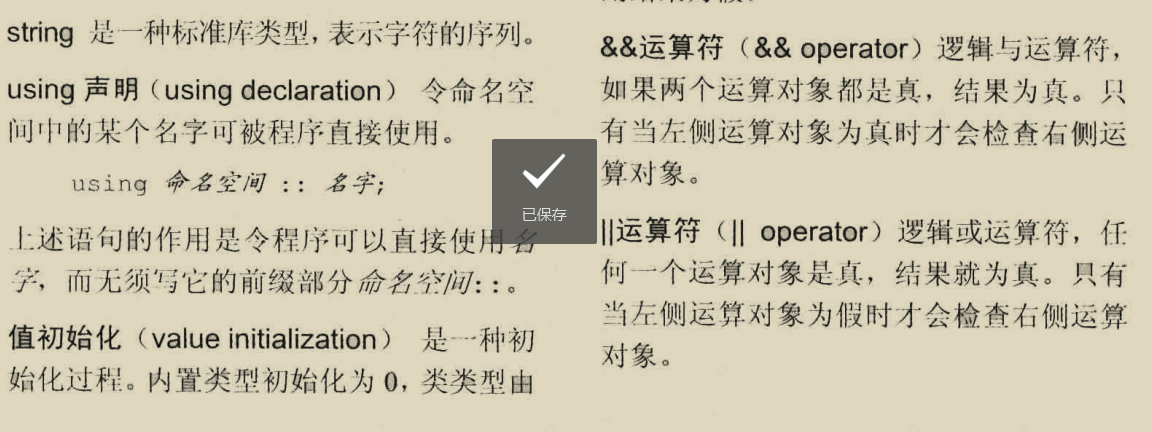 string 是一种标准库类型，表示字符的序列。
using 声明（using declaration） 令命名空
间中的某个名字可被程序直接使用。
using 命名空间 :: 名字;
上述语句的作用是令程序可以直接使用名
字，而无须写它的前缀部分命名空间::。
值初始化（value initialization） 是一种初
始化过程。内置类型初始化为 0，类类型由
&&运算符（&& operator）逻辑与运算符，
如果两个运算对象都是真，结果为真。只
有当左侧运算对象为真时才会检查右侧运
算对象。
||运算符（|| operator）逻辑或运算符，任
何一个运算对象是真，结果就为真。只有
当左侧运算对象为假时才会检查右侧运算
对象。
已保存